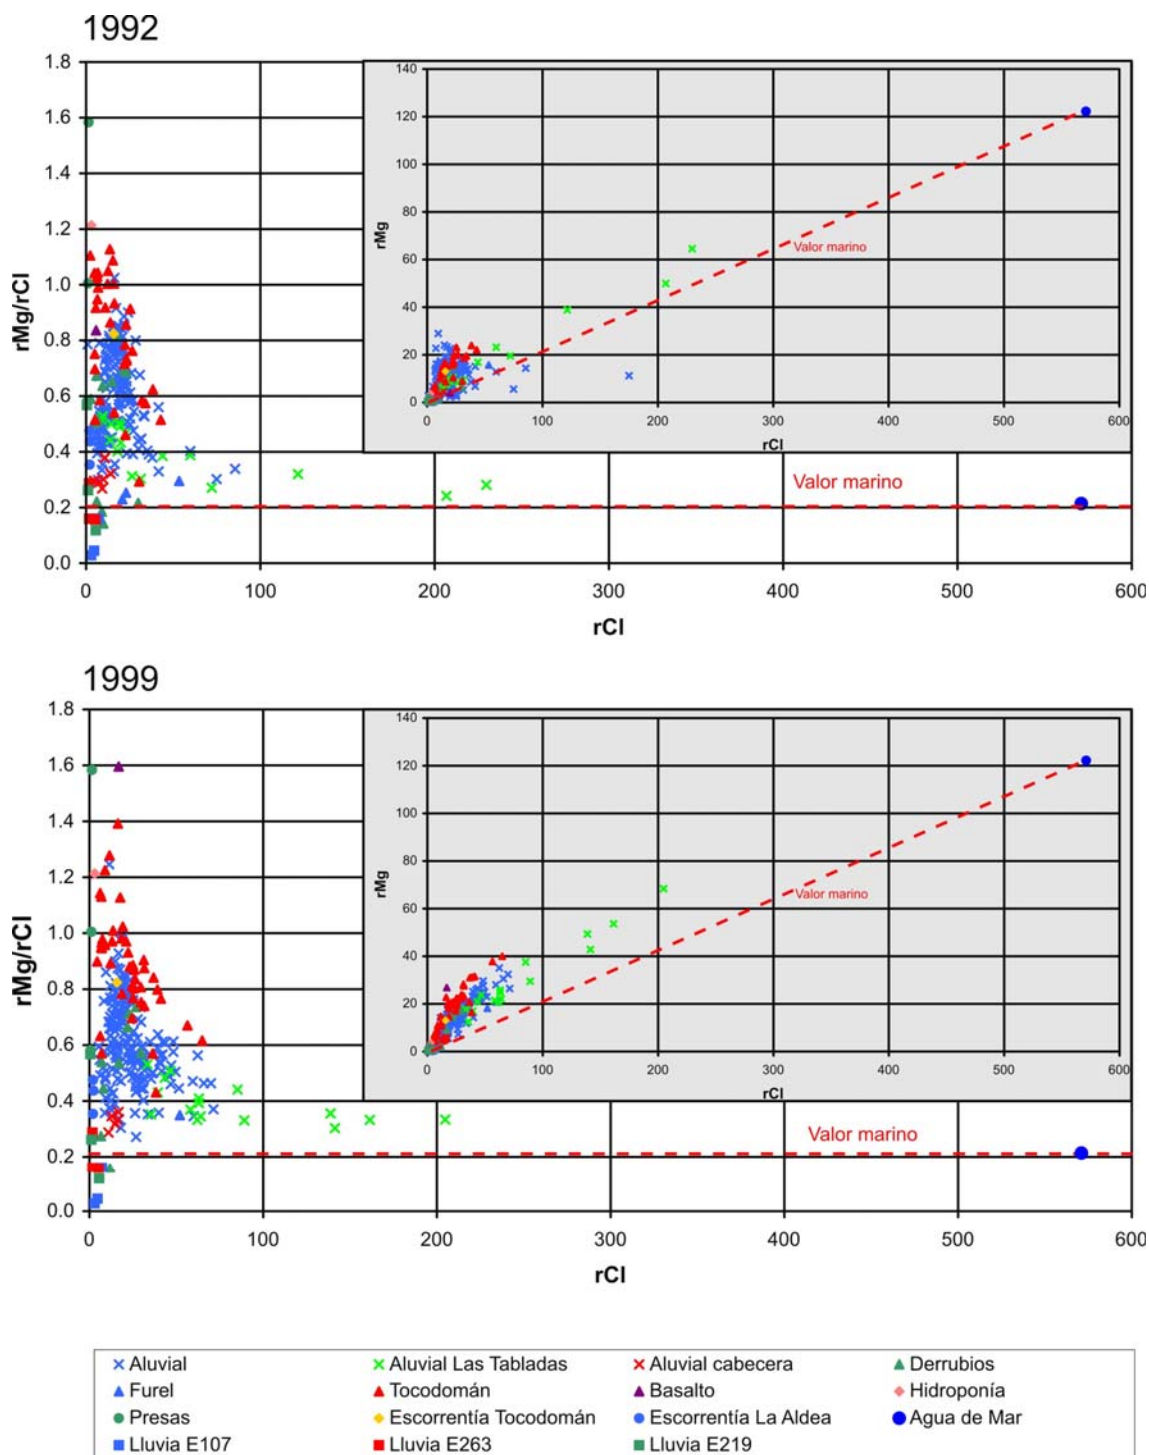 1992
1.8
1.6
1.4
1.2
1.0
0.8
0.6
0.4
0.2
0.0
rMg/rCl
0 100 200 300 400 500 600
rCl
Valor marino
140
120
100
80
60
40
20
0
rMg
0 100 200 300 400 500 600
rCl
Valor marino
1999
1.8
1.6
1.4
1.2
1.0
0.8
0.6
0.4
0.2
0.0
rMg/rCl
0 100 200 300 400 500 600
rCl
Valor marino
140
120
100
80
60
40
20
0
rMg
0 100 200 300 400 500 600
rCl
Valor marino
Aluvial Aluvial Las Tabladas Aluvial cabecera Derrubios
Furel Tocodomán Basalto Hidroponía
Presas Escorrentía Tocodomán Escorrentía La Aldea Agua de Mar
Lluvia E107 Lluvia E263 Lluvia E219